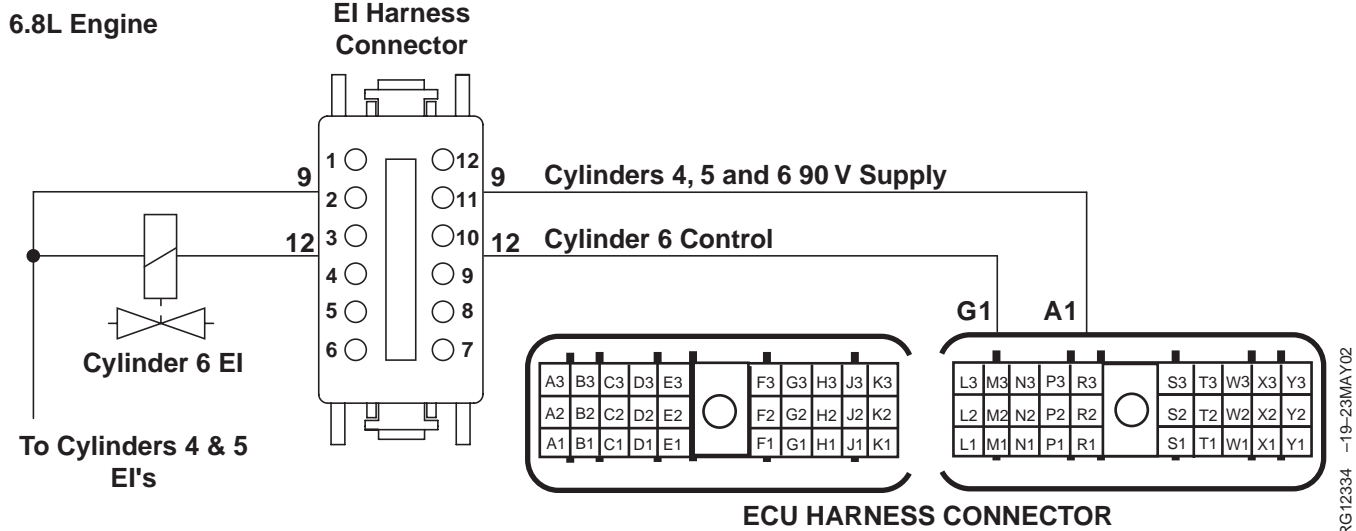 6.8L Engine
EI Harness
Connector
1 12
2 11
3 10
4 9
5 8
6 7
9
9
Cylinders 4, 5 and 6 90 V Supply
12
12
Cylinder 6 Control
Cylinder 6 EI
To Cylinders 4 & 5
EI's
G1
A1
A3 B3 C3 D3 E3 F3 G3 H3 J3 K3
A2 B2 C2 D2 E2 F2 G2 H2 J2 K2
A1 B1 C1 D1 E1 F1 G1 H1 J1 K1
L3 M3 N3 P3 R3 S3 T3 W3 X3 Y3
L2 M2 N2 P2 R2 S2 T2 W2 X2 Y2
L1 M1 N1 P1 R1 S1 T1 W1 X1 Y1
ECU HARNESS CONNECTOR
RG12334 –19–23MAY02